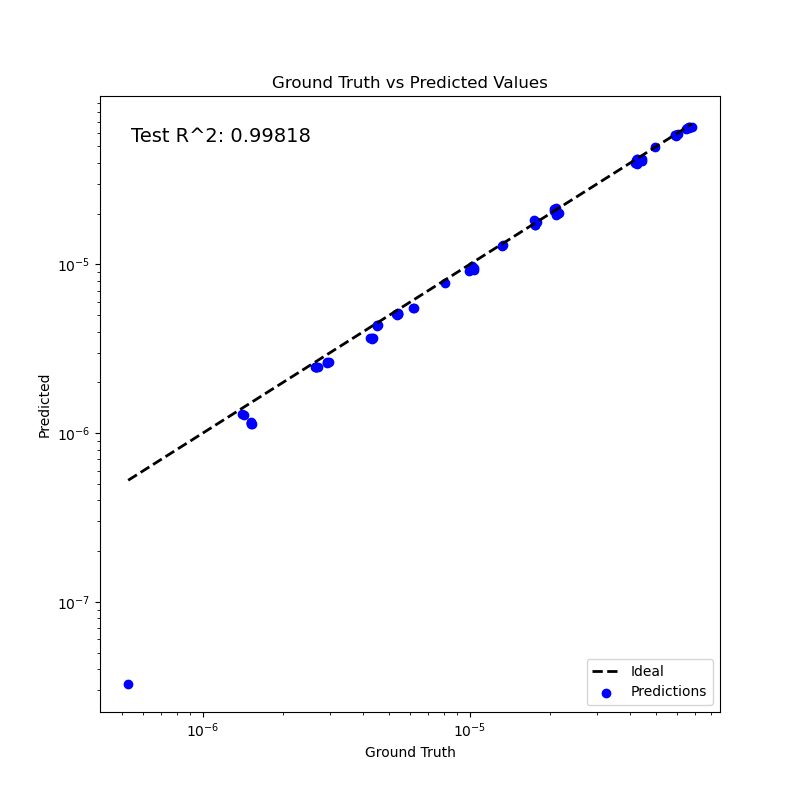 Ground Truth vs Predicted Values
Test R^2: 0.99818
Predicted
10⁻⁵
10⁻⁶
10⁻⁷
Ideal
Predictions
10⁻⁶ 10⁻⁵
Ground Truth